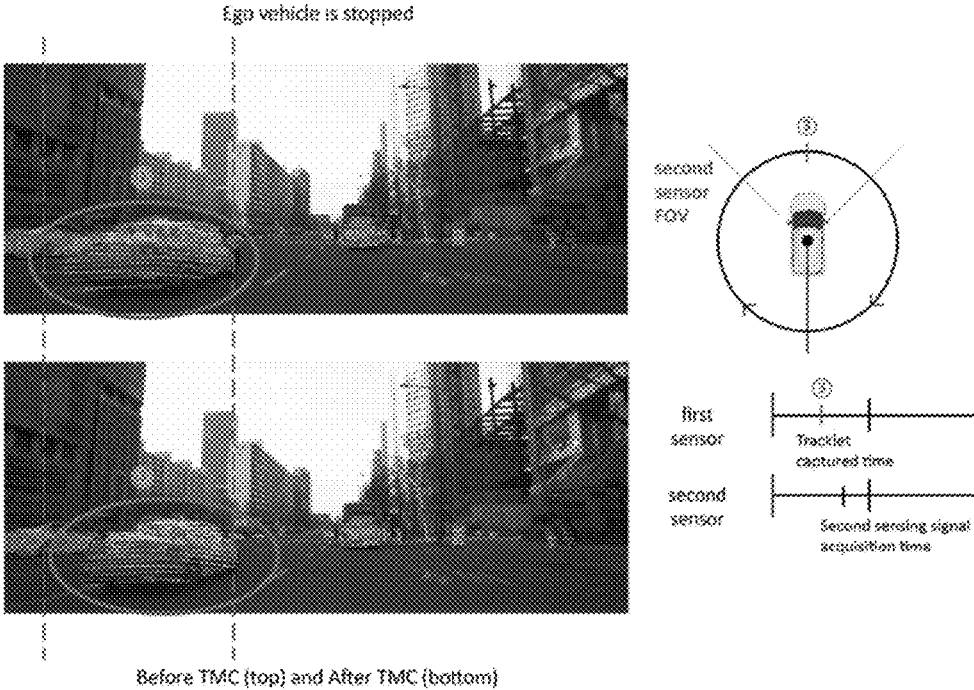 Ego vehicle is stopped
second
sensor
FOV
③
③
first
sensor
Tracklet
captured time
second
sensor
Second sensing signal
acquisition time
Before TMC (top) and After TMC (bottom)